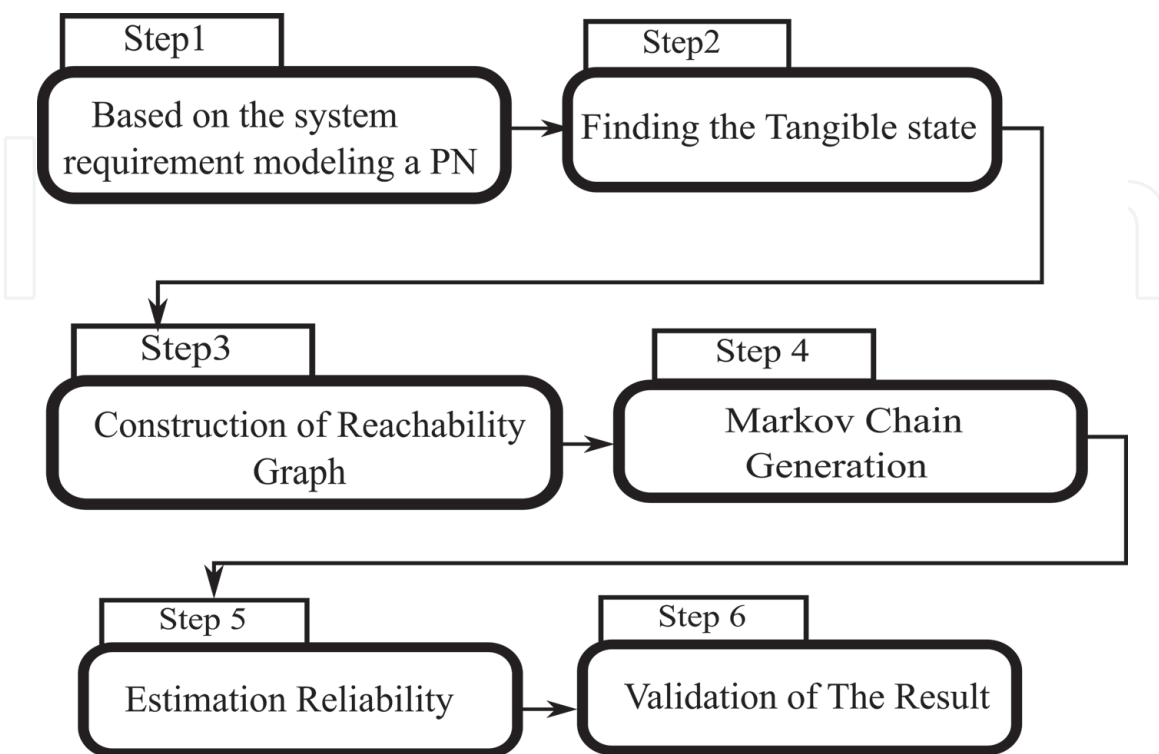 Step1
Based on the system
requirement modeling a PN
Step2
Finding the Tangible state
Step3
Construction of Reachability
Graph
Step 4
Markov Chain
Generation
Step 5
Estimation Reliability
Step 6
Validation of The Result